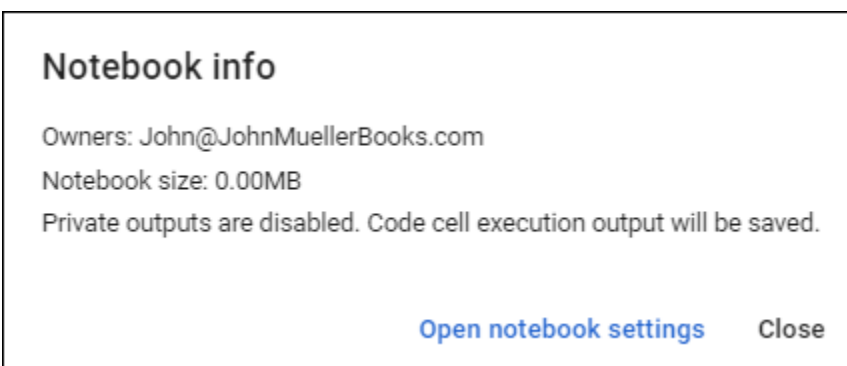 Notebook info
Owners: John@JohnMuellerBooks.com
Notebook size: 0.00MB
Private outputs are disabled. Code cell execution output will be saved.
Open notebook settings Close